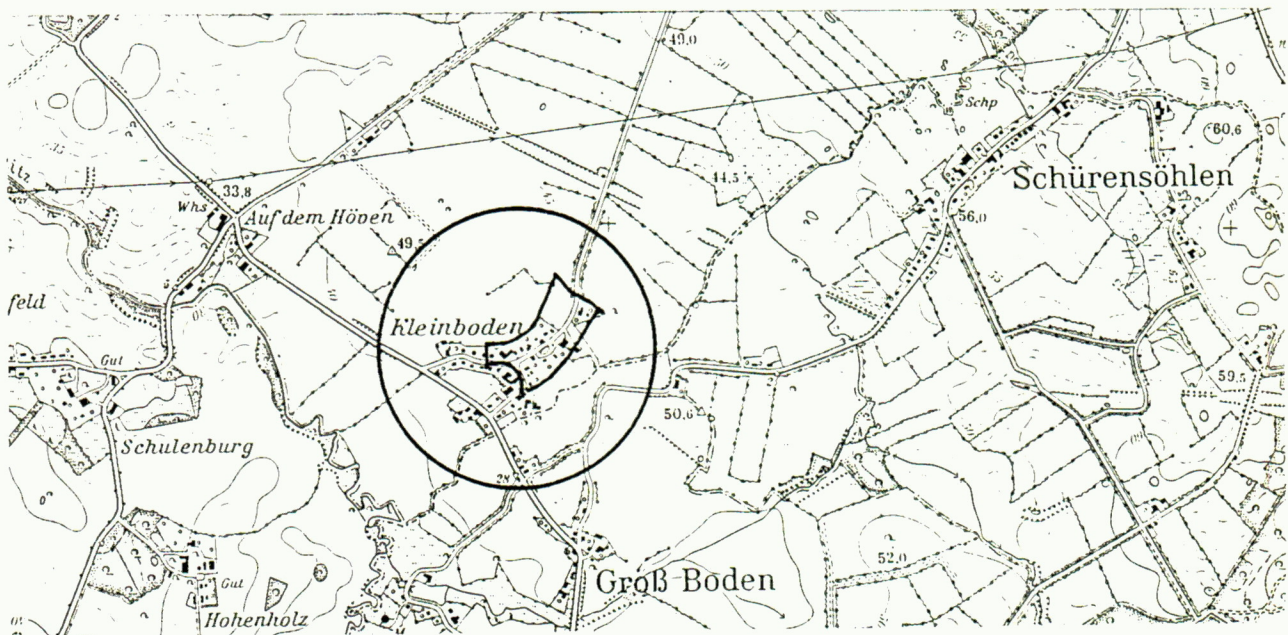 49,0
Schp
60,6
44,5
Schürensöhlen
33,8
Whs
Auf dem Höven
56,0
49,5
feld
Kleinboden
Gut
59,5
50,6
Schulenburg
28
52,0
Groß Boden
Gut
Hohenholz